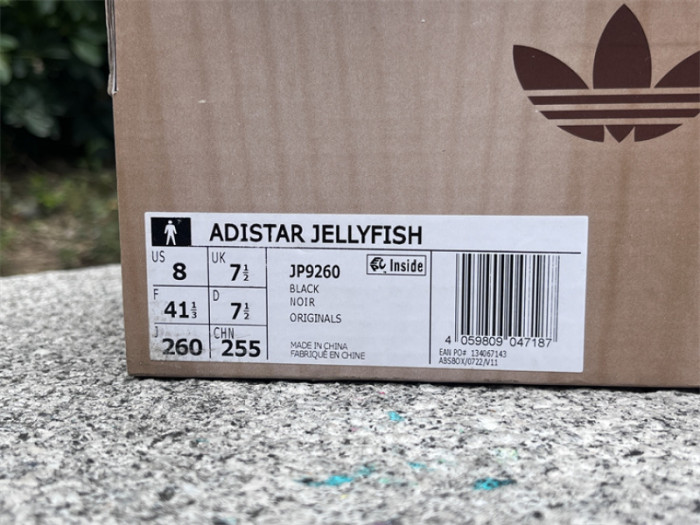 ADISTAR JELLYFISH
US 8 UK 7½
F 41⅓ D 7½
J 260 CHN 255
JP9260
Inside
BLACK
NOIR
ORIGINALS
MADE IN CHINA
FABRIQUÉ EN CHINE
4 059809 047187
EAN PO# 134067143
ABSBOX/0722/V11